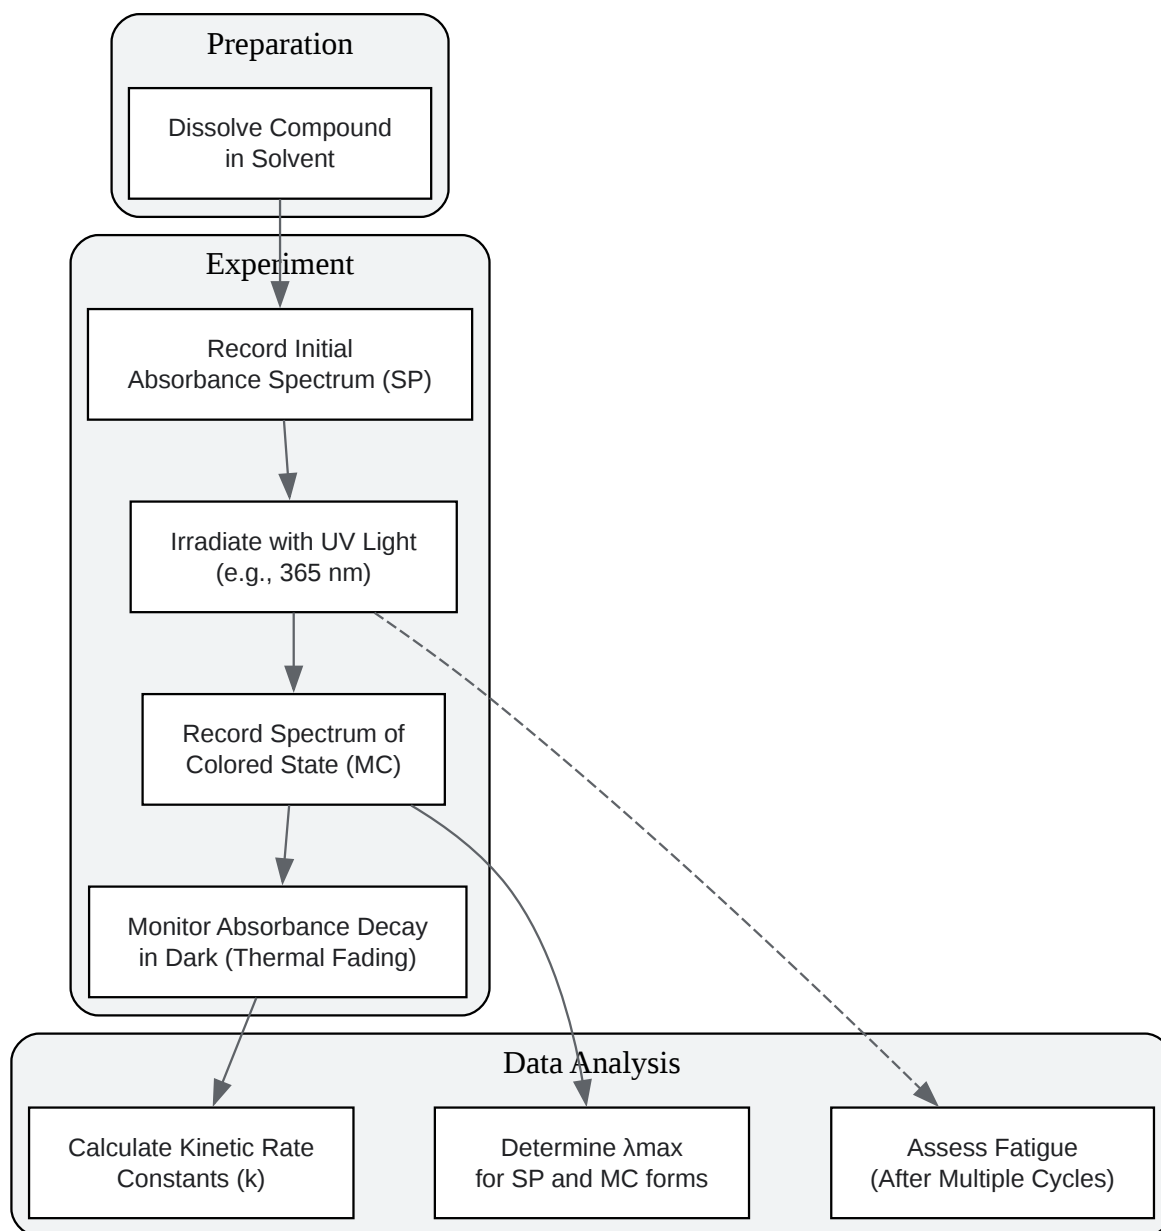 Preparation
Dissolve Compound
in Solvent
Experiment
Record Initial
Absorbance Spectrum (SP)
Irradiate with UV Light
(e.g., 365 nm)
Record Spectrum of
Colored State (MC)
Monitor Absorbance Decay
in Dark (Thermal Fading)
Data Analysis
Calculate Kinetic Rate
Constants (k)
Determine λmax
for SP and MC forms
Assess Fatigue
(After Multiple Cycles)